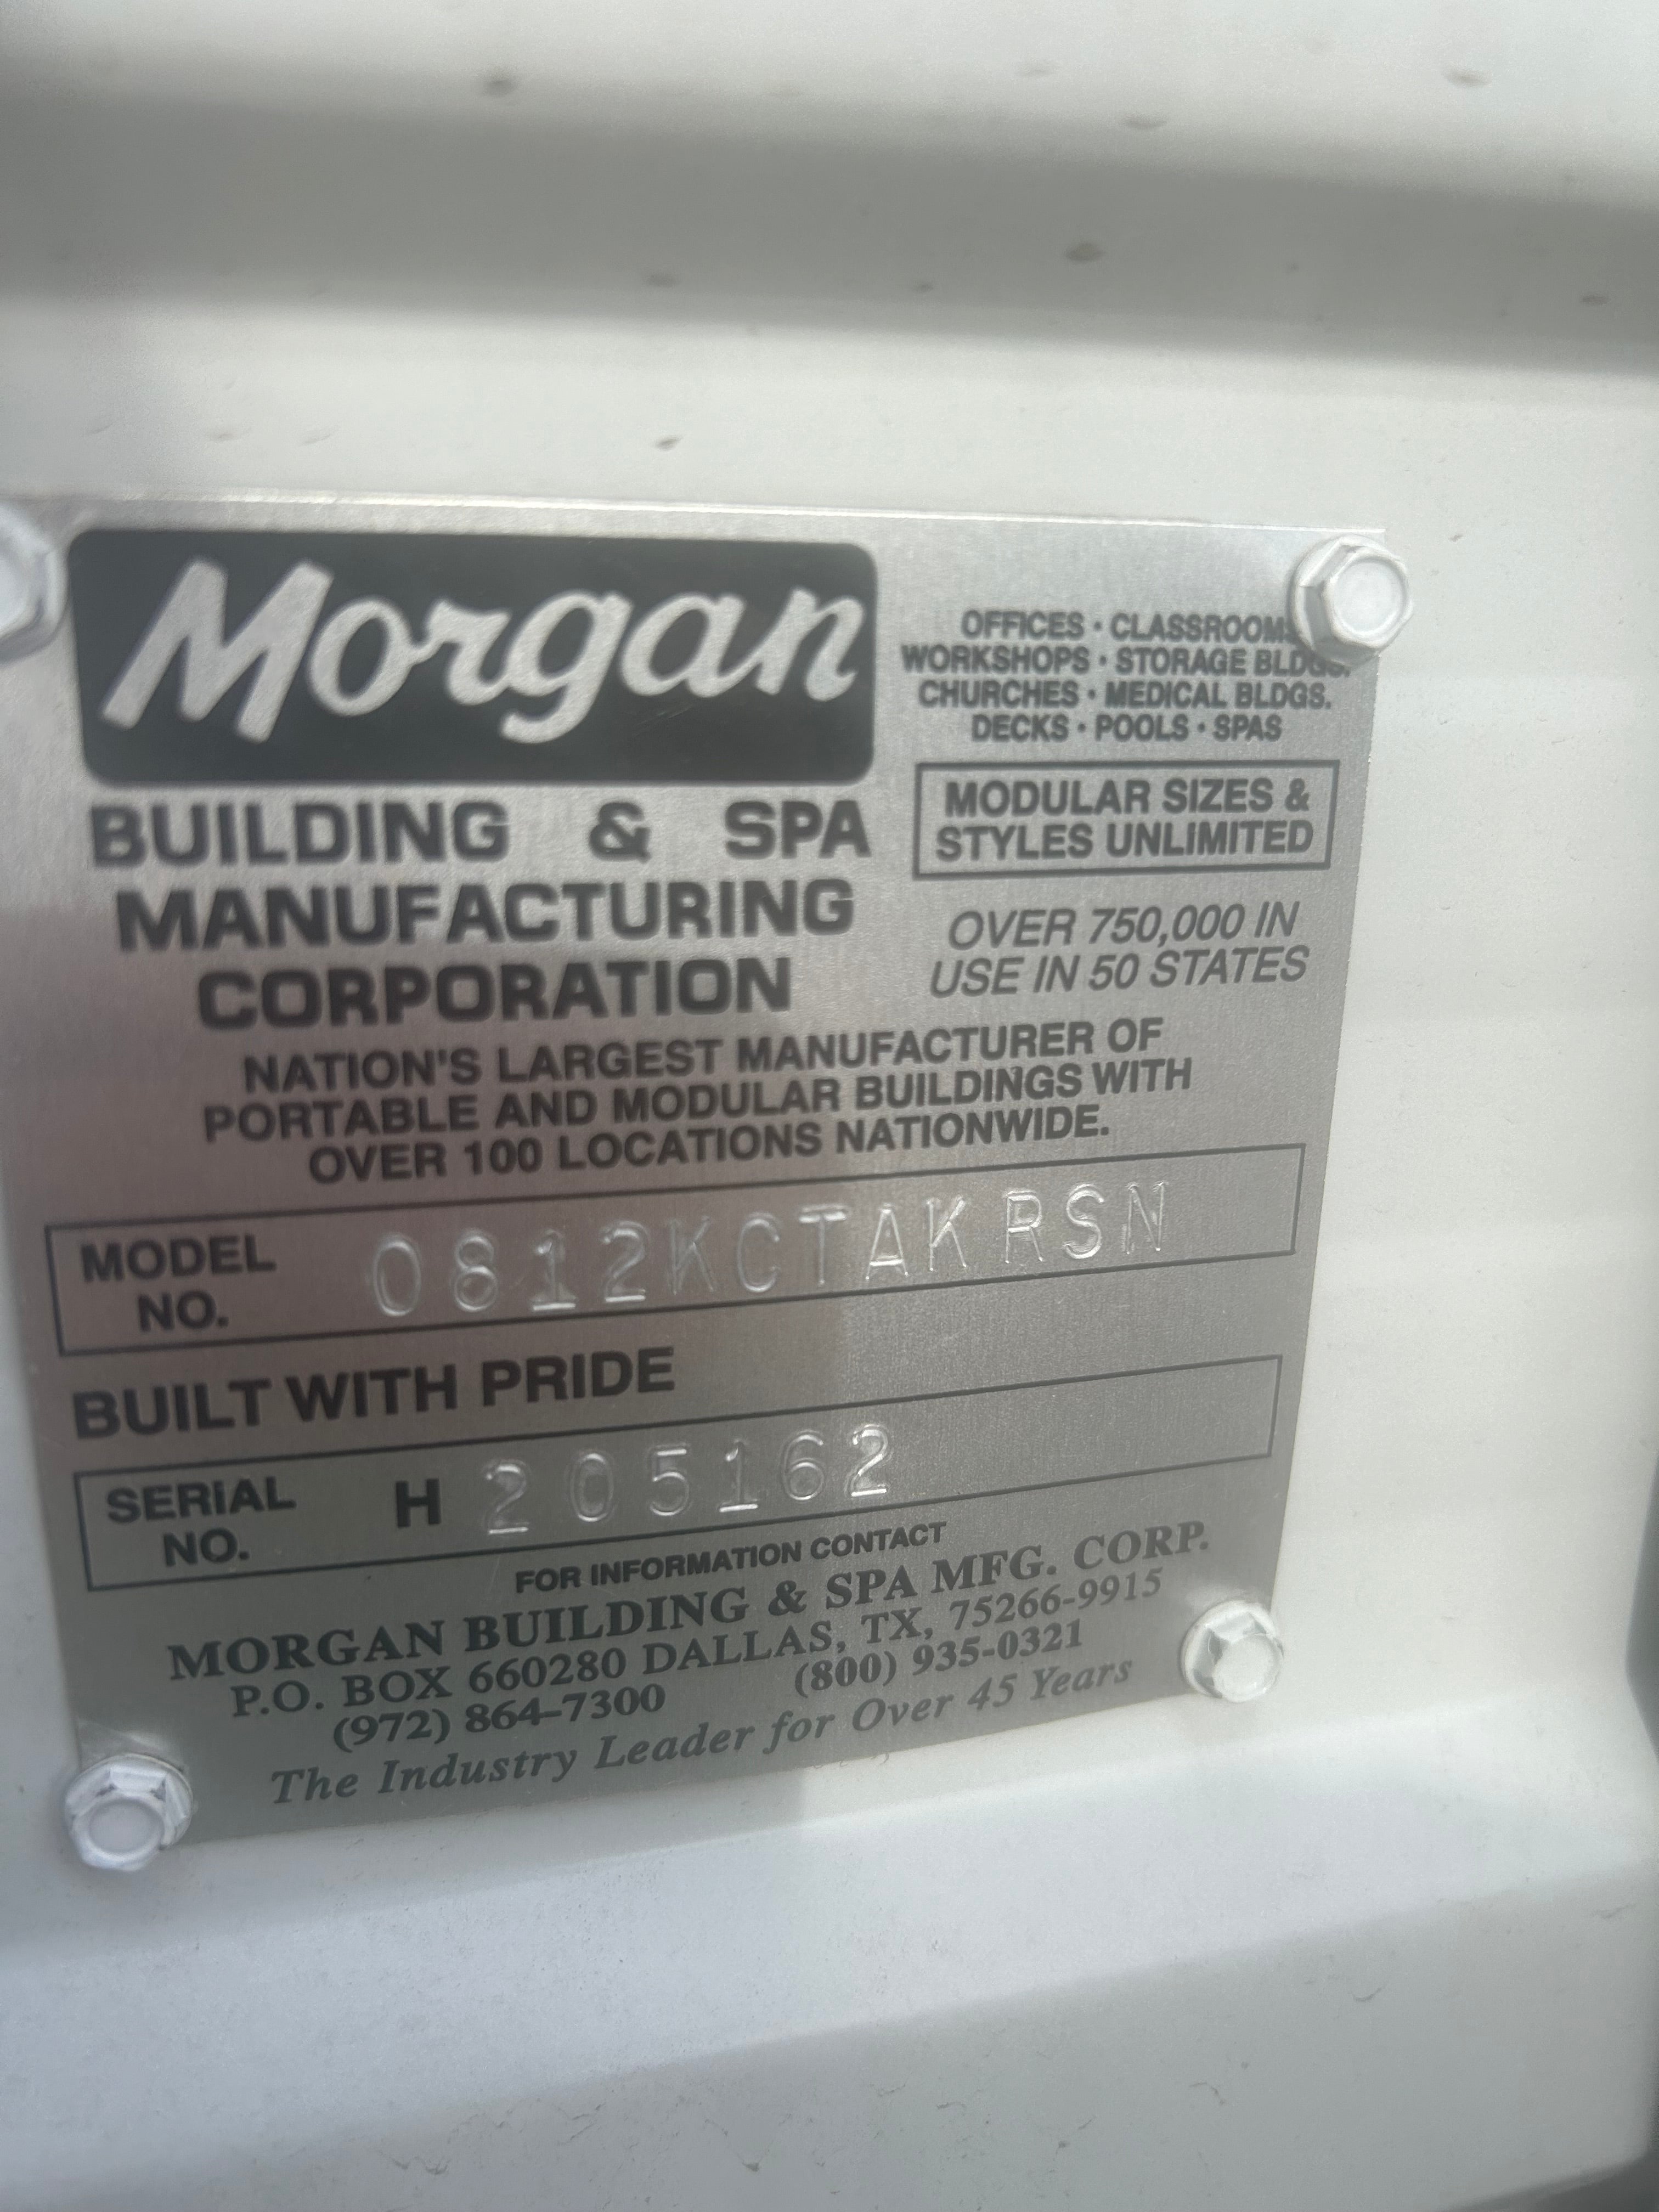 Morgan
BUILDING & SPA
MANUFACTURING
CORPORATION
OFFICES · CLASSROOMS
WORKSHOPS · STORAGE BLDGS.
CHURCHES · MEDICAL BLDGS.
DECKS · POOLS · SPAS
MODULAR SIZES &
STYLES UNLIMITED
OVER 750,000 IN
USE IN 50 STATES
NATION'S LARGEST MANUFACTURER OF
PORTABLE AND MODULAR BUILDINGS WITH
OVER 100 LOCATIONS NATIONWIDE.
MODEL NO. 0812KCTAKRSN
BUILT WITH PRIDE
SERIAL NO. H 205162
FOR INFORMATION CONTACT
MORGAN BUILDING & SPA MFG. CORP.
P.O. BOX 660280 DALLAS, TX, 75266-9915
(972) 864-7300 (800) 935-0321
The Industry Leader for Over 45 Years